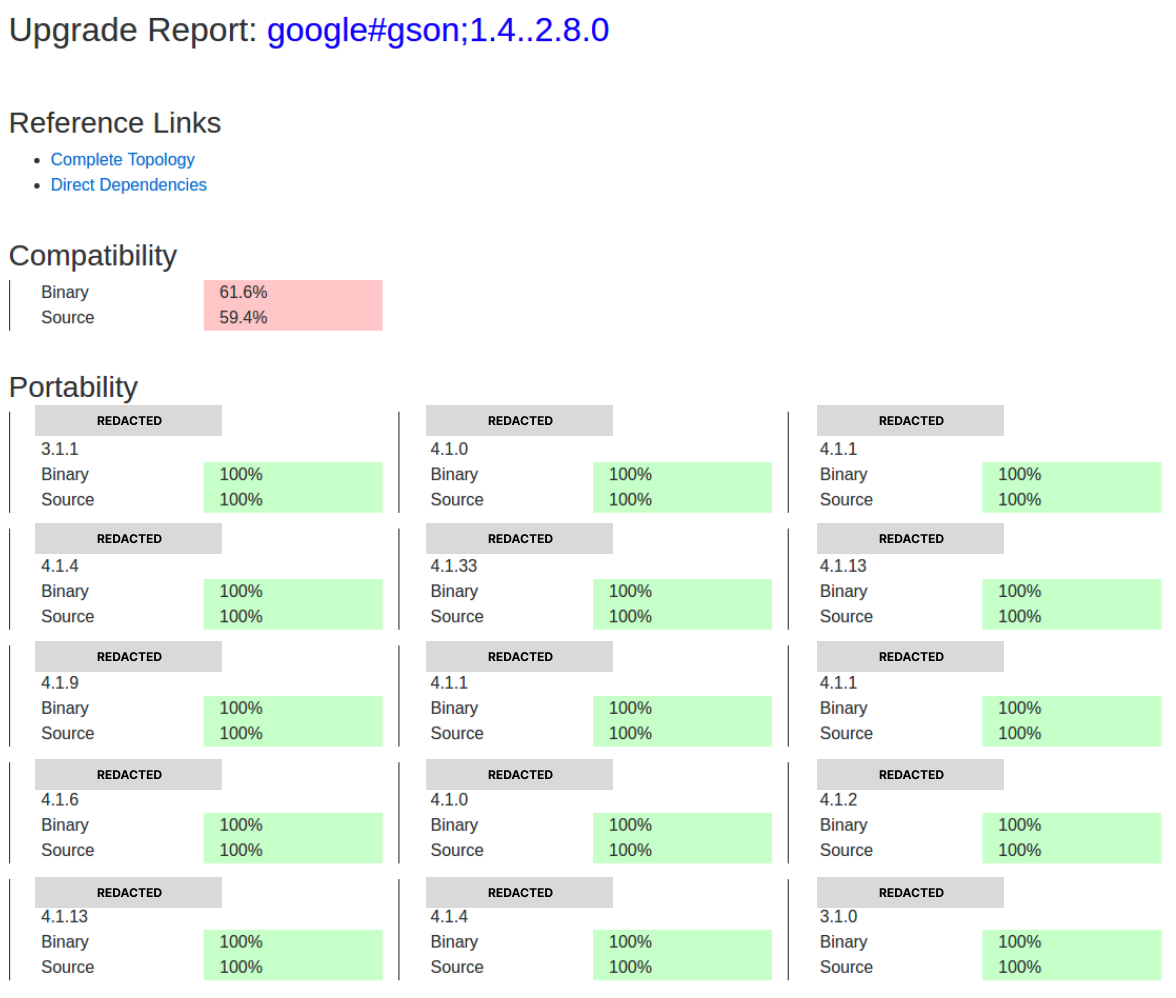 Upgrade Report: google#gson;1.4..2.8.0
Reference Links
Complete Topology
Direct Dependencies
Compatibility
Binary 61.6%
Source 59.4%
Portability
REDACTED REDACTED REDACTED
3.1.1 4.1.0 4.1.1
Binary 100% Binary 100% Binary 100%
Source 100% Source 100% Source 100%
REDACTED REDACTED REDACTED
4.1.4 4.1.33 4.1.13
Binary 100% Binary 100% Binary 100%
Source 100% Source 100% Source 100%
REDACTED REDACTED REDACTED
4.1.9 4.1.1 4.1.1
Binary 100% Binary 100% Binary 100%
Source 100% Source 100% Source 100%
REDACTED REDACTED REDACTED
4.1.6 4.1.0 4.1.2
Binary 100% Binary 100% Binary 100%
Source 100% Source 100% Source 100%
REDACTED REDACTED REDACTED
4.1.13 4.1.4 3.1.0
Binary 100% Binary 100% Binary 100%
Source 100% Source 100% Source 100%